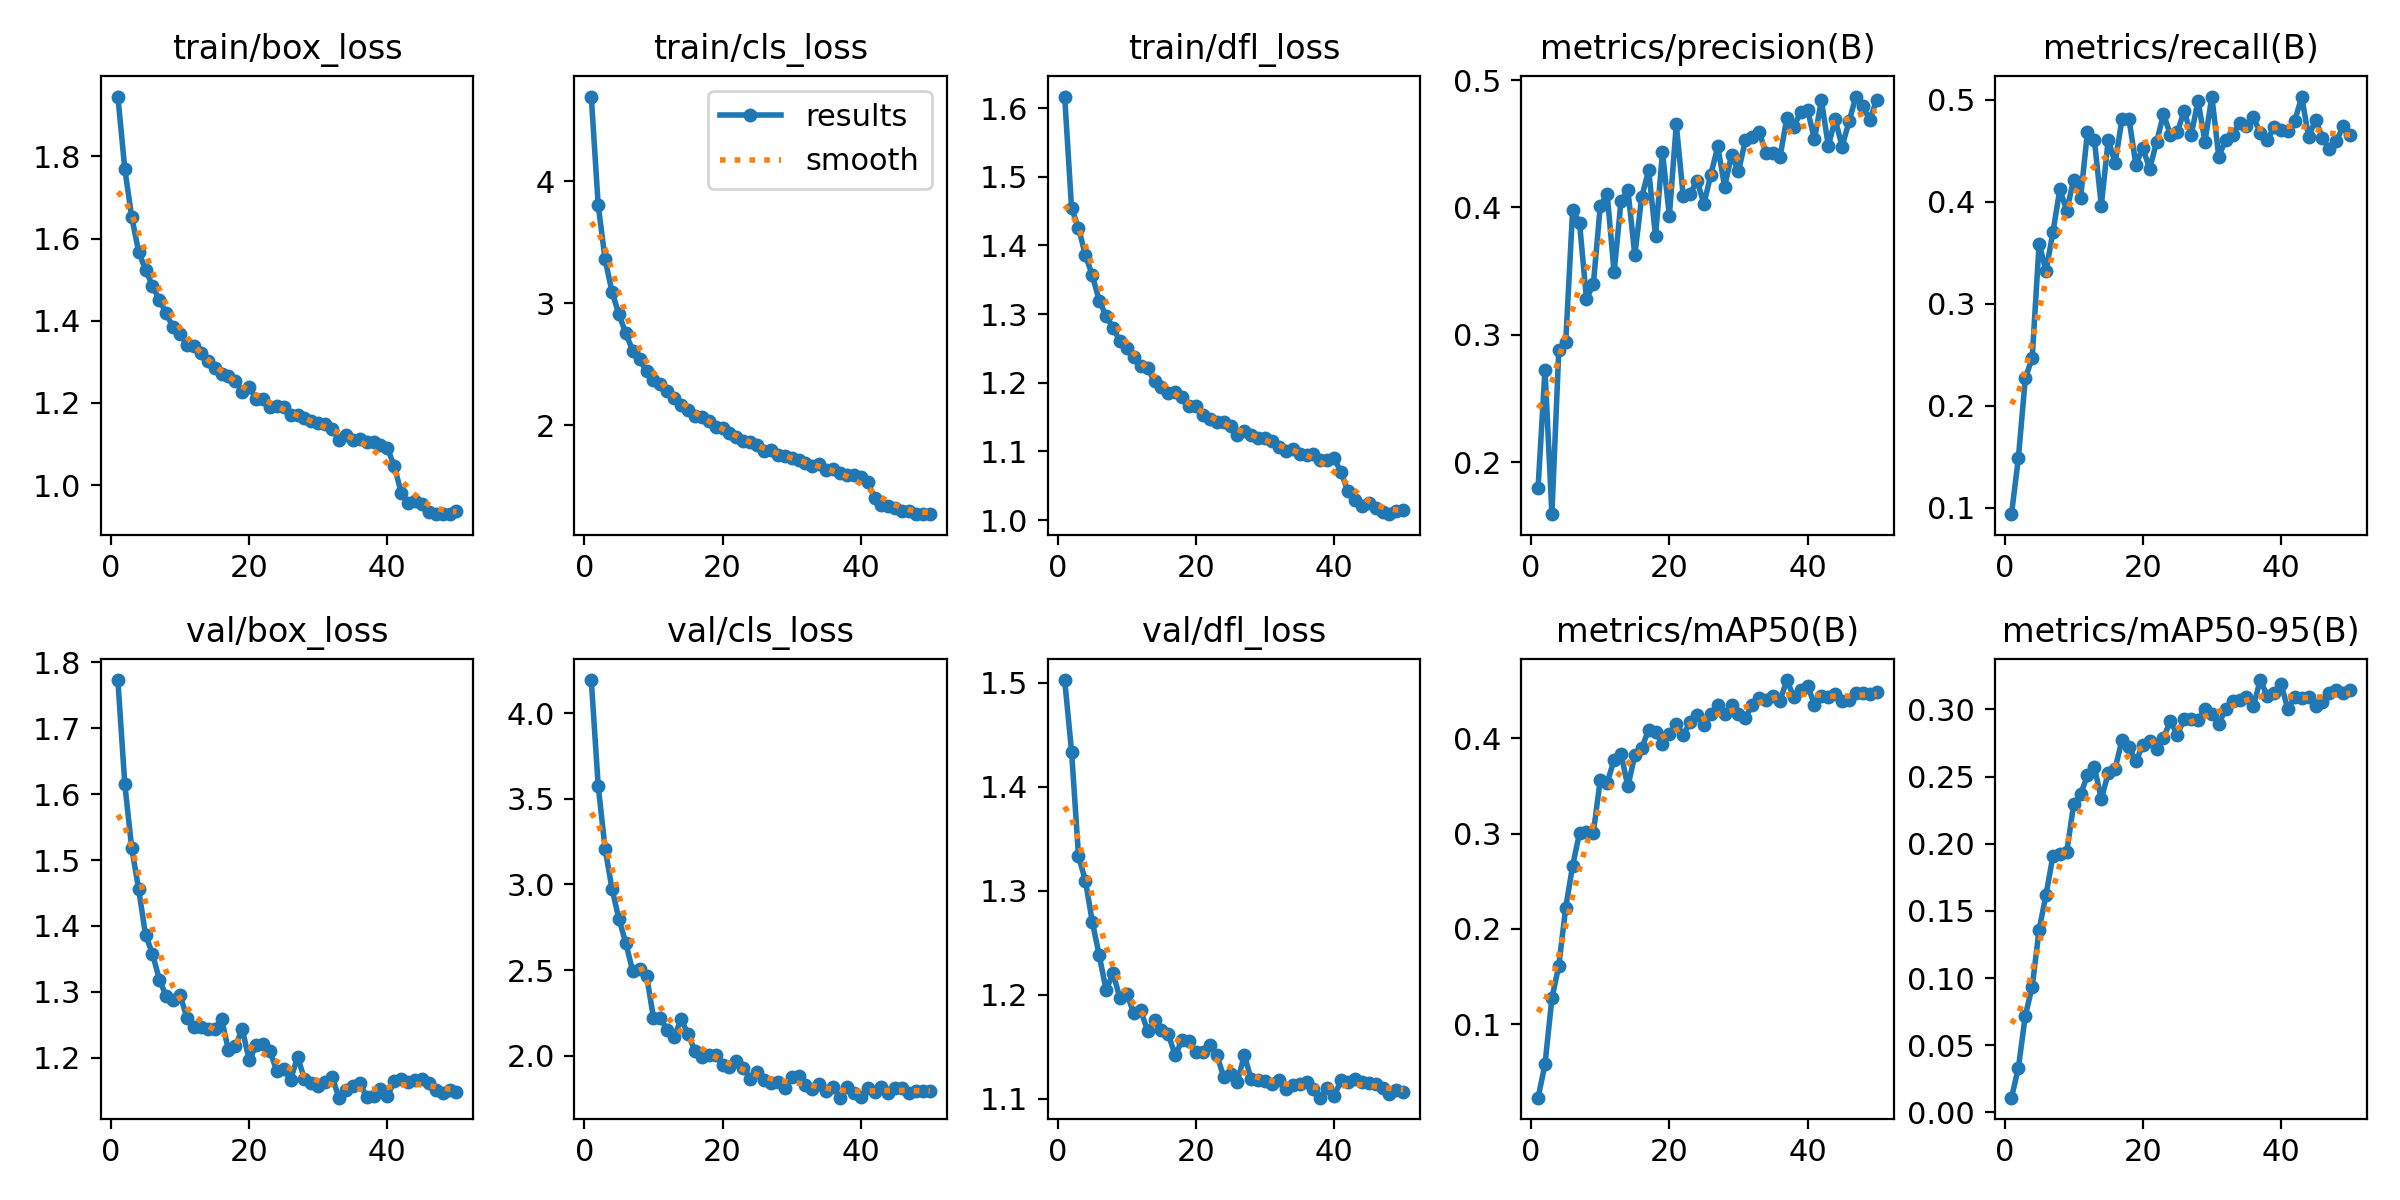 train/box_loss
1.8
1.6
1.4
1.2
1.0
0 20 40
train/cls_loss
results
smooth
4
3
2
0 20 40
train/dfl_loss
1.6
1.5
1.4
1.3
1.2
1.1
1.0
0 20 40
metrics/precision(B)
0.5
0.4
0.3
0.2
0 20 40
metrics/recall(B)
0.5
0.4
0.3
0.2
0.1
0 20 40
val/box_loss
1.8
1.7
1.6
1.5
1.4
1.3
1.2
0 20 40
val/cls_loss
4.0
3.5
3.0
2.5
2.0
0 20 40
val/dfl_loss
1.5
1.4
1.3
1.2
1.1
0 20 40
metrics/mAP50(B)
0.4
0.3
0.2
0.1
0 20 40
metrics/mAP50-95(B)
0.30
0.25
0.20
0.15
0.10
0.05
0.00
0 20 40